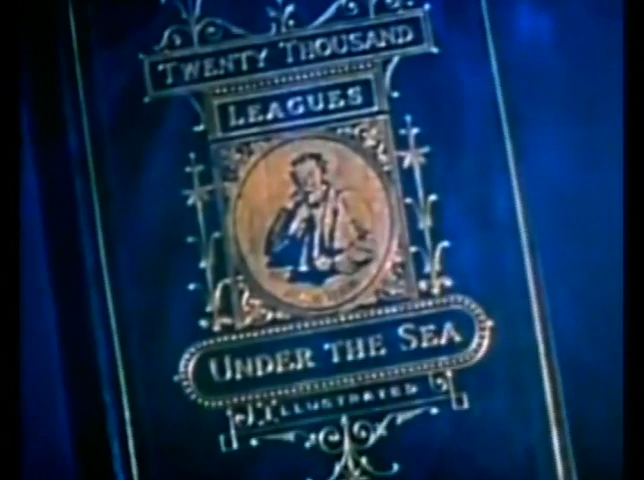 TWENTY THOUSAND
LEAGUES
UNDER THE SEA
ILLUSTRATED